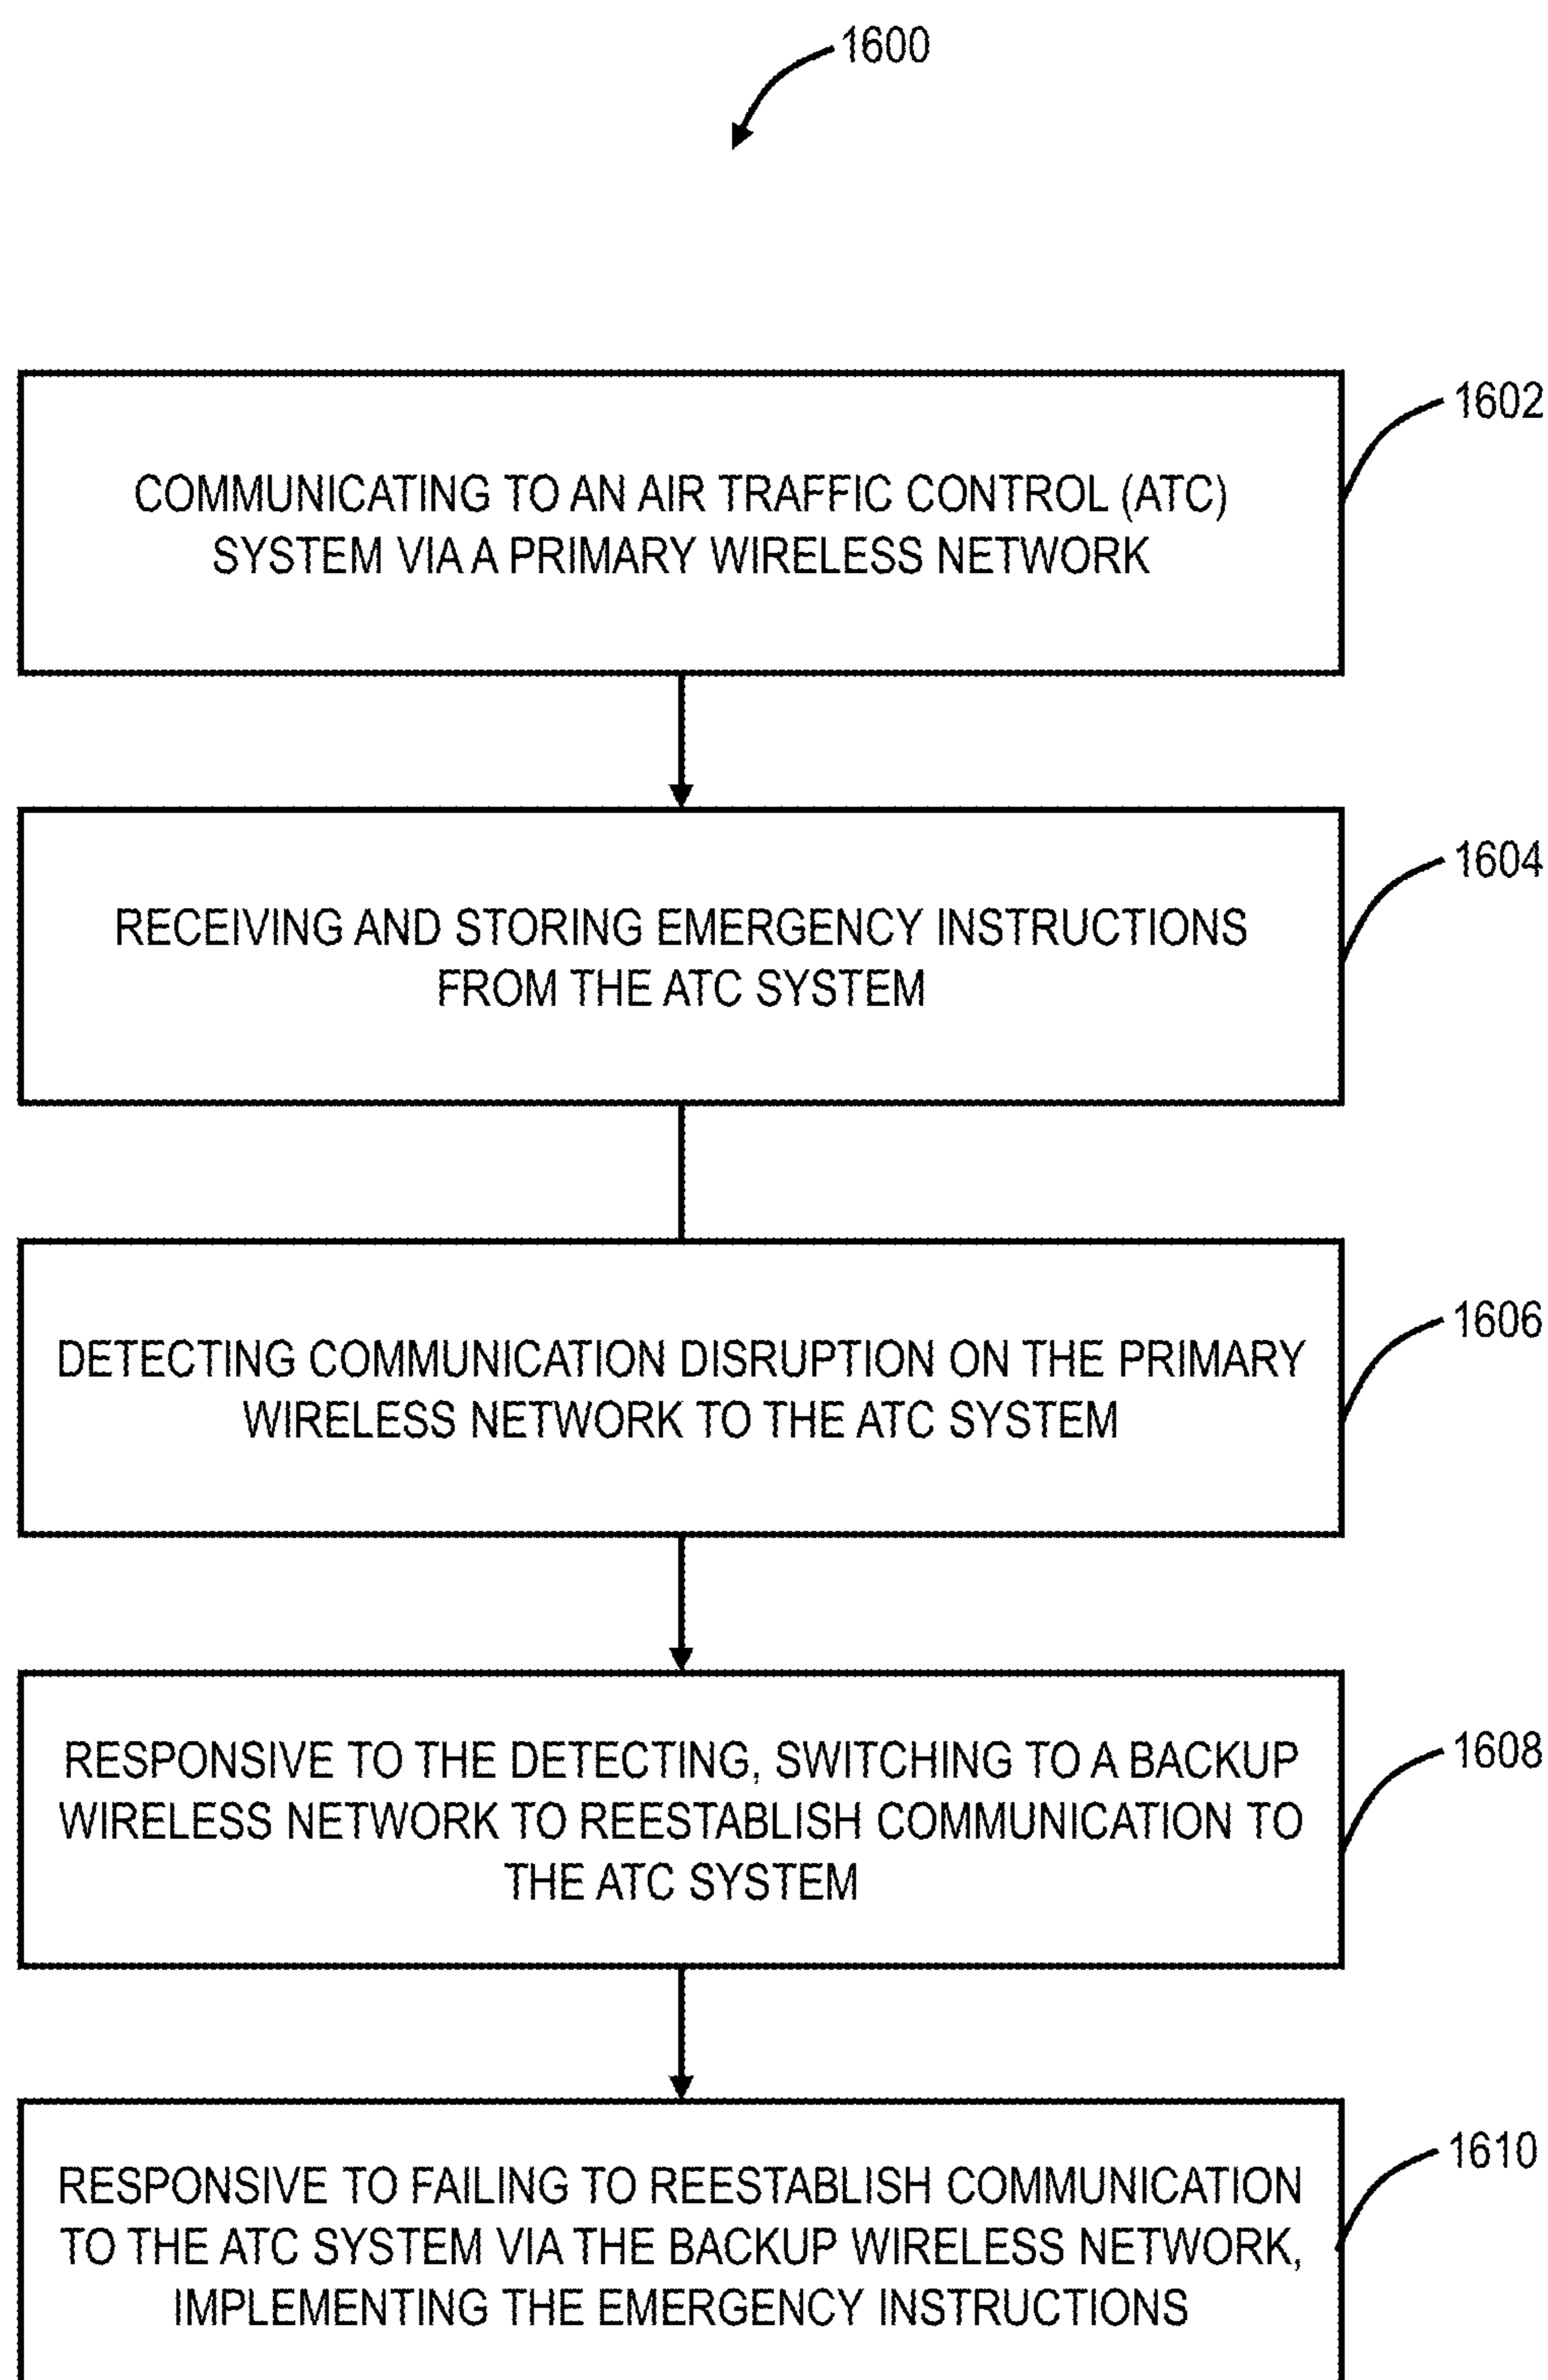 1600
1602
COMMUNICATING TO AN AIR TRAFFIC CONTROL (ATC)
SYSTEM VIA A PRIMARY WIRELESS NETWORK
1604
RECEIVING AND STORING EMERGENCY INSTRUCTIONS
FROM THE ATC SYSTEM
1606
DETECTING COMMUNICATION DISRUPTION ON THE PRIMARY
WIRELESS NETWORK TO THE ATC SYSTEM
1608
RESPONSIVE TO THE DETECTING, SWITCHING TO A BACKUP
WIRELESS NETWORK TO REESTABLISH COMMUNICATION TO
THE ATC SYSTEM
1610
RESPONSIVE TO FAILING TO REESTABLISH COMMUNICATION
TO THE ATC SYSTEM VIA THE BACKUP WIRELESS NETWORK,
IMPLEMENTING THE EMERGENCY INSTRUCTIONS